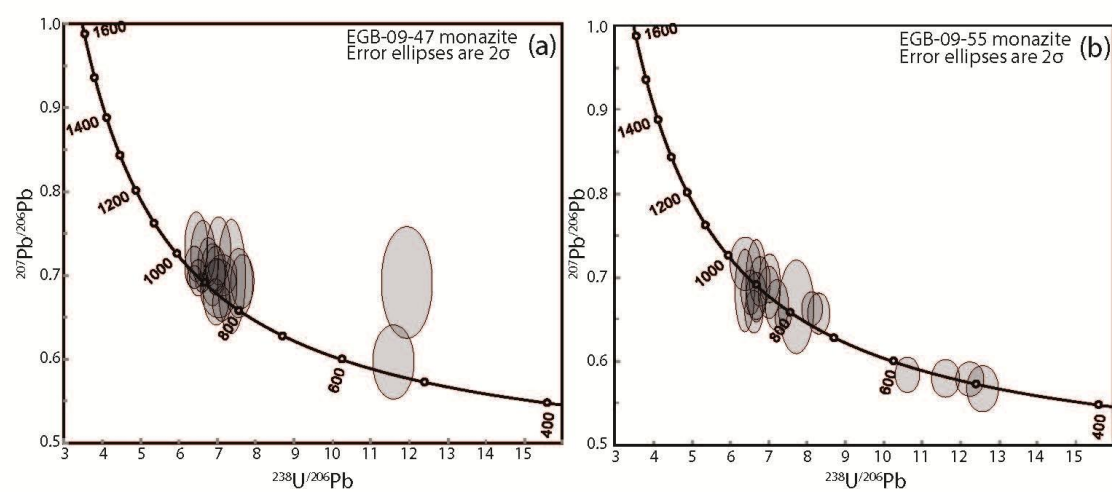 EGB-09-47 monazite (a)
Error ellipses are 2σ
1.0
0.9
0.8
0.7
0.6
0.5
207Pb/206Pb
1600
1400
1200
1000
800
600
3 4 5 6 7 8 9 10 11 12 13 14 15
400
238U/206Pb
EGB-09-55 monazite (b)
Error ellipses are 2σ
1.0
0.9
0.8
0.7
0.6
0.5
207Pb/206Pb
1600
1400
1200
1000
800
600
400
3 4 5 6 7 8 9 10 11 12 13 14 15
238U/206Pb